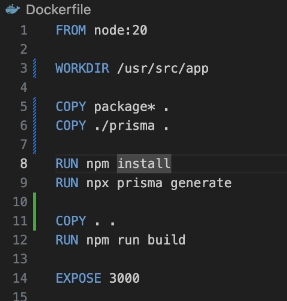 Dockerfile
1 FROM node:20
2
3 WORKDIR /usr/src/app
4
5 COPY package* .
6 COPY ./prisma .
7
8 RUN npm install
9 RUN npx prisma generate
10
11 COPY . .
12 RUN npm run build
13
14 EXPOSE 3000
15